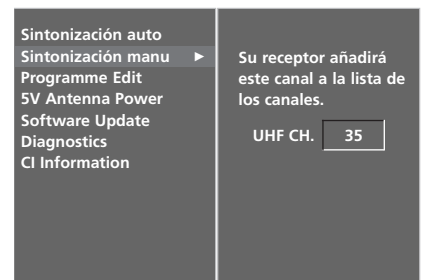 Sintonización auto
Sintonización manu ►
Programme Edit
5V Antenna Power
Software Update
Diagnostics
CI Information
Su receptor añadirá
este canal a la lista de
los canales.
UHF CH. 35